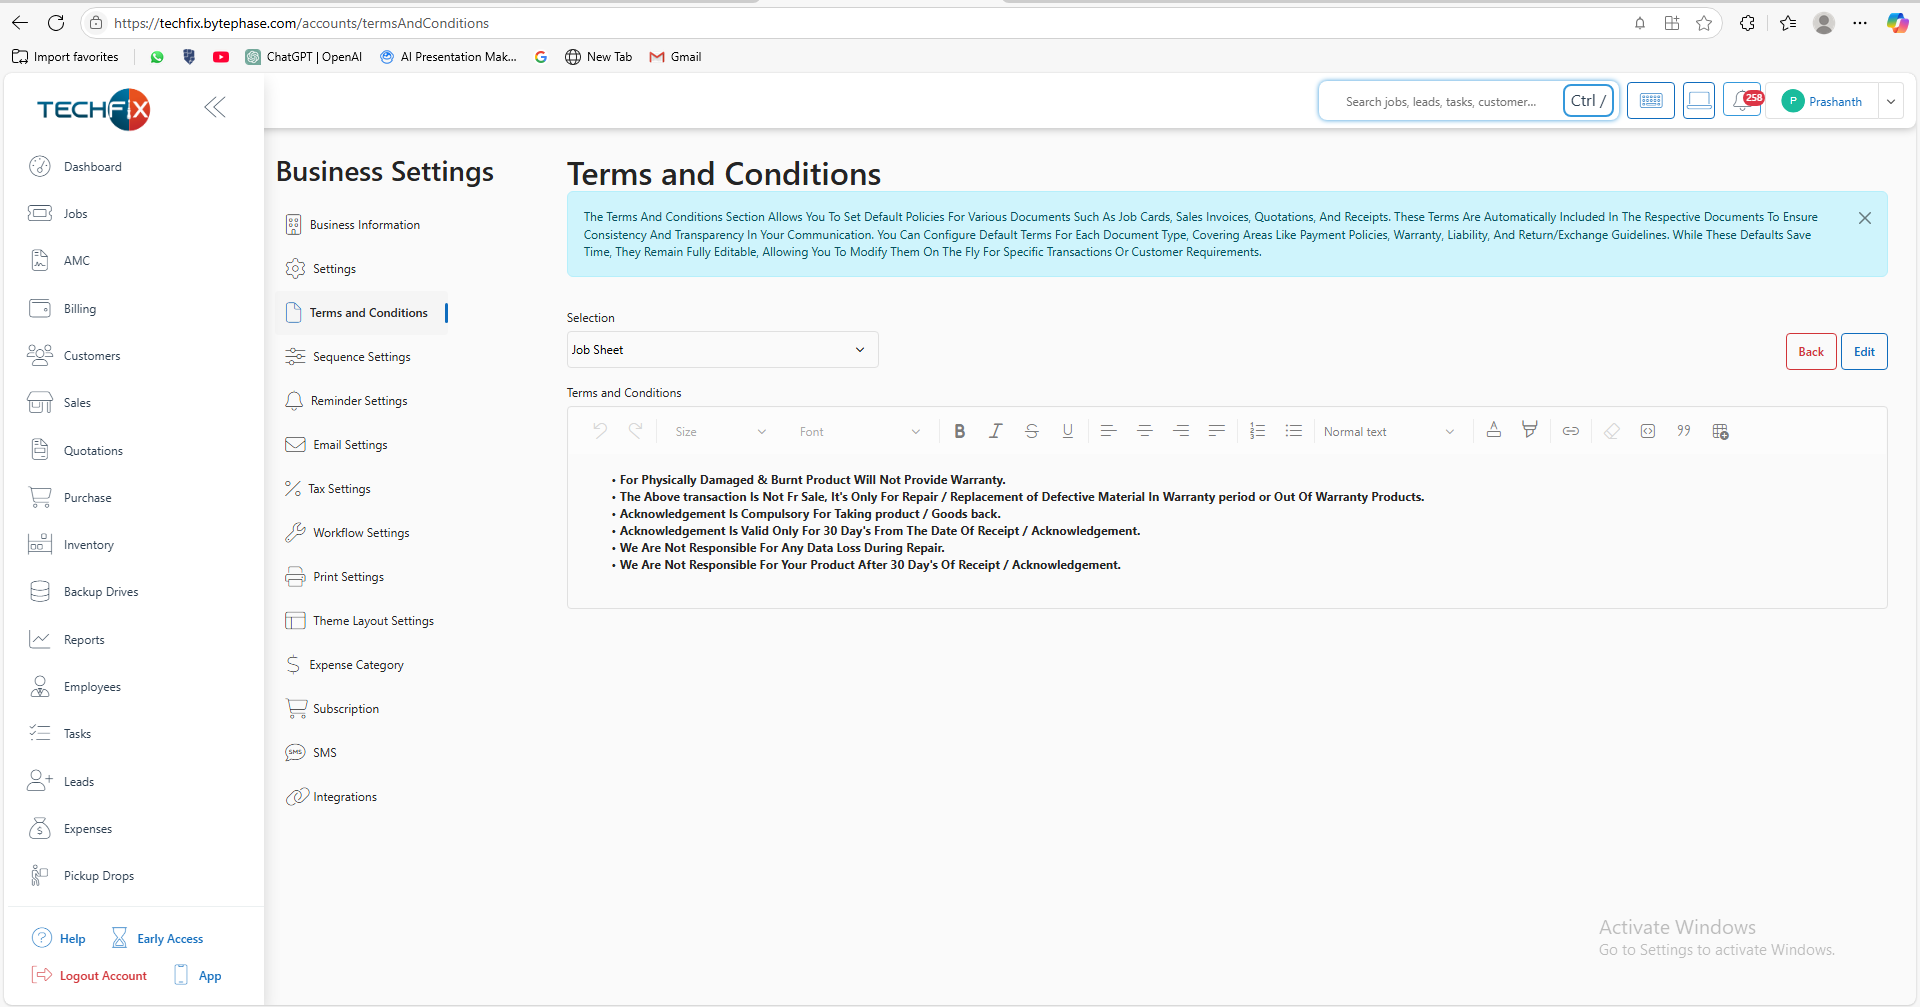 https://techfix.bytephase.com/accounts/termsAndConditions
Import favorites
ChatGPT | OpenAI
AI Presentation Mak...
New Tab
Gmail
TECHFIX
Search jobs, leads, tasks, customer...
Ctrl /
258
P
Prashanth
Dashboard
Jobs
AMC
Billing
Customers
Sales
Quotations
Purchase
Inventory
Backup Drives
Reports
Employees
Tasks
Leads
Expenses
Pickup Drops
Help
Early Access
Logout Account
App
Business Settings
Business Information
Settings
Terms and Conditions
Sequence Settings
Reminder Settings
Email Settings
Tax Settings
Workflow Settings
Print Settings
Theme Layout Settings
Expense Category
Subscription
SMS
SMS
Integrations
Terms and Conditions
The Terms And Conditions Section Allows You To Set Default Policies For Various Documents Such As Job Cards, Sales Invoices, Quotations, And Receipts. These Terms Are Automatically Included In The Respective Documents To Ensure
Consistency And Transparency In Your Communication. You Can Configure Default Terms For Each Document Type, Covering Areas Like Payment Policies, Warranty, Liability, And Return/Exchange Guidelines. While These Defaults Save
Time, They Remain Fully Editable, Allowing You To Modify Them On The Fly For Specific Transactions Or Customer Requirements.
Selection
Job Sheet
Back
Edit
Terms and Conditions
Size
Font
Normal text
• For Physically Damaged & Burnt Product Will Not Provide Warranty.
• The Above transaction Is Not Fr Sale, It's Only For Repair / Replacement of Defective Material In Warranty period or Out Of Warranty Products.
• Acknowledgement Is Compulsory For Taking product / Goods back.
• Acknowledgement Is Valid Only For 30 Day's From The Date Of Receipt / Acknowledgement.
• We Are Not Responsible For Any Data Loss During Repair.
• We Are Not Responsible For Your Product After 30 Day's Of Receipt / Acknowledgement.
Activate Windows
Go to Settings to activate Windows.